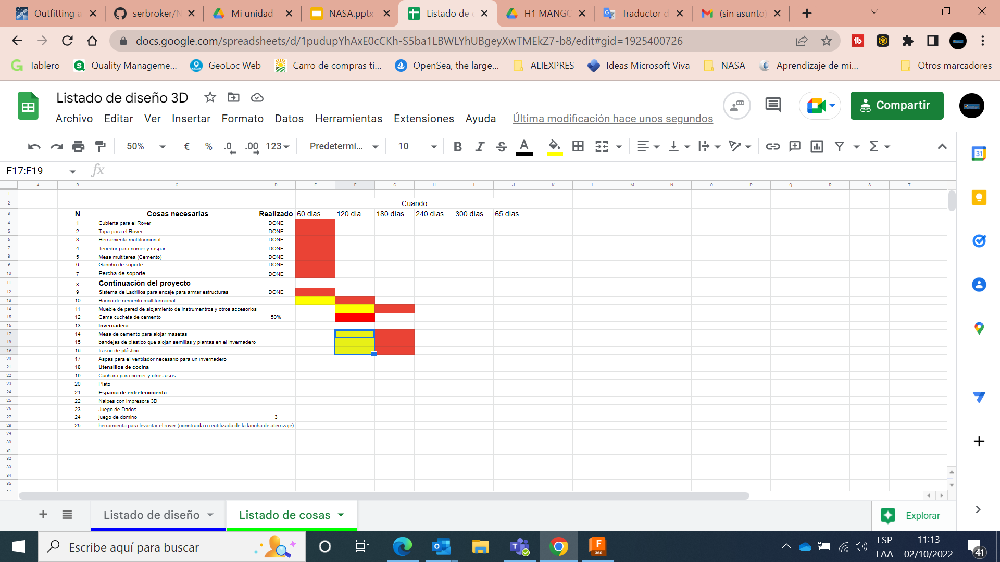 Outfitting a
serbroker/N
Mi unidad -
NASA.pptx
Listado de d
H1 MANGO
Traductor d
(sin asunto)
docs.google.com/spreadsheets/d/1pudupYhAxE0cCKh-S5ba1LBWLYhUBgeyXwTMEkZ7-b8/edit#gid=1925400726
Tablero
Quality Manageme...
GeoLoc Web
Carro de compras ti...
OpenSea, the large...
ALIEXPRES
Ideas Microsoft Viva
NASA
Aprendizaje de mi...
Otros marcadores
Listado de diseño 3D
Compartir
Archivo Editar Ver Insertar Formato Datos Herramientas Extensiones Ayuda Última modificación hace unos segundos
50% € % .0 .00 123 Predetermi... 10 B I S A
31
F17:F19 fx
A B C D E F G H I J K L M N O P Q R S T
1
2 Cuando
3 N Cosas necesarias Realizado 60 dias 120 día 180 días 240 días 300 días 65 días
4 1 Cubierta para el Rover DONE
5 2 Tapa para el Rover DONE
6 3 Herramienta multifuncional DONE
7 4 Tenedor para comer y raspar DONE
8 5 Mesa multitarea (Cemento) DONE
9 6 Gancho de soporte DONE
10 7 Percha de soporte DONE
11 8 Continuación del proyecto
12 9 Sistema de Ladrillos para encaje para armar estructuras DONE
13 10 Banco de cemento multifuncional
14 11 Mueble de pared de alojamiento de instrumentros y otros accesorios
15 12 Cama cucheta de cemento 50%
16 13 Invernadero
17 14 Mesa de cemento para alojar masetas
18 15 bandejas de plástico que alojan semillas y plantas en el invernadero
19 16 frasco de plástico
20 17 Aspas para el ventilador necesario para un invernadero
21 18 Utensilios de cocina
22 19 Cuchara para comer y otros usos
23 20 Plato
24 21 Espacio de entretenimiento
25 22 Naipes con impresora 3D
26 23 Juego de Dados
27 24 juego de domino 3
28 25 herramienta para levantar el rover (construida o reutilizada de la lancha de aterrizaje)
29
30
31
32
33
34
35
Listado de diseño
Listado de cosas
Explorar
Escribe aquí para buscar
F
360
ESP
LAA
11:13
02/10/2022
41